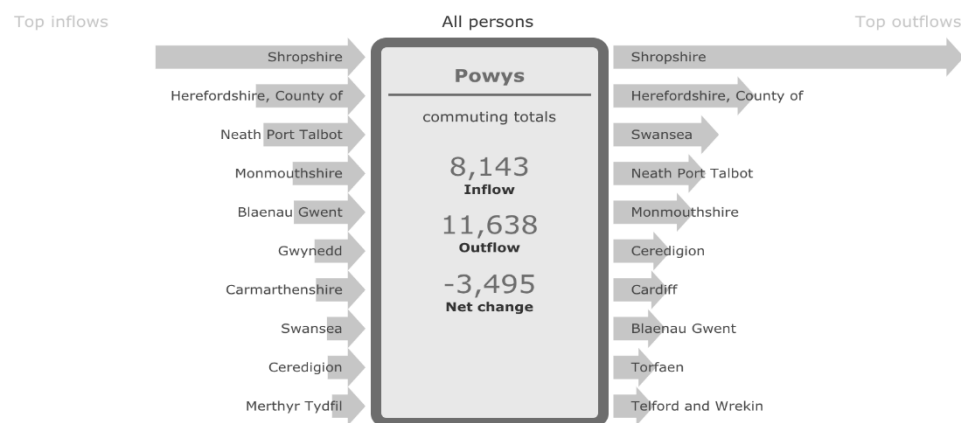 Top inflows
All persons
Top outflows
Shropshire
Herefordshire, County of
Neath Port Talbot
Monmouthshire
Blaenau Gwent
Gwynedd
Carmarthenshire
Swansea
Ceredigion
Merthyr Tydfil
Powys
commuting totals
8,143
Inflow
11,638
Outflow
-3,495
Net change
Shropshire
Herefordshire, County of
Swansea
Neath Port Talbot
Monmouthshire
Ceredigion
Cardiff
Blaenau Gwent
Torfaen
Telford and Wrekin